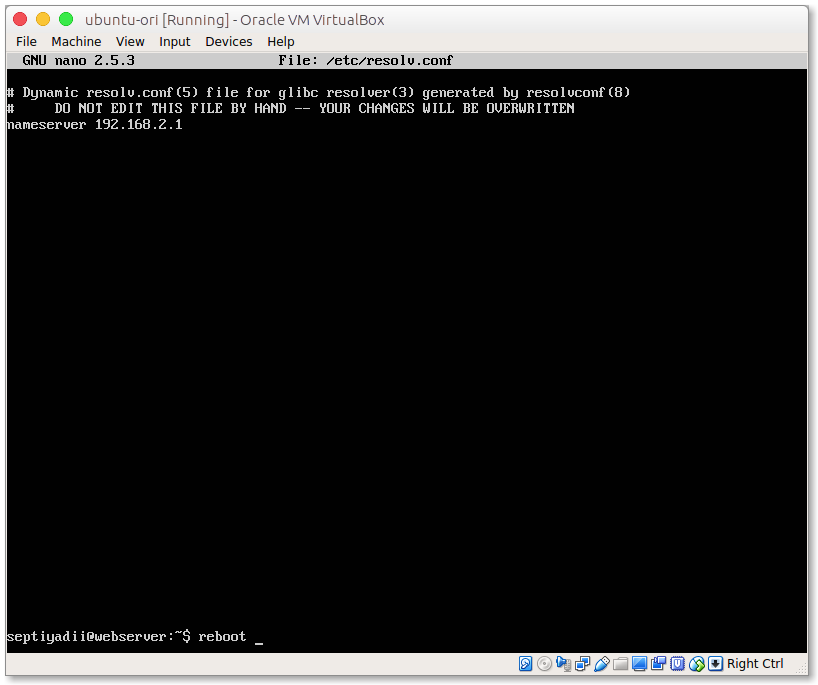 ubuntu-ori [Running] - Oracle VM VirtualBox
File Machine View Input Devices Help
GNU nano 2.5.3 File: /etc/resolv.conf
# Dynamic resolv.conf(5) file for glibc resolver(3) generated by resolvconf(8)
# DO NOT EDIT THIS FILE BY HAND -- YOUR CHANGES WILL BE OVERWRITTEN
nameserver 192.168.2.1
septiyadii@webserver:~$ reboot _
Right Ctrl